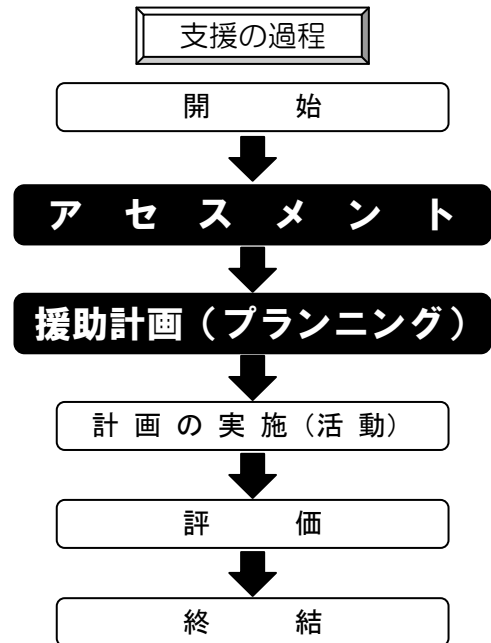 支援の過程
開始
アセスメント
援助計画（プランニング）
計画の実施（活動）
評価
終結